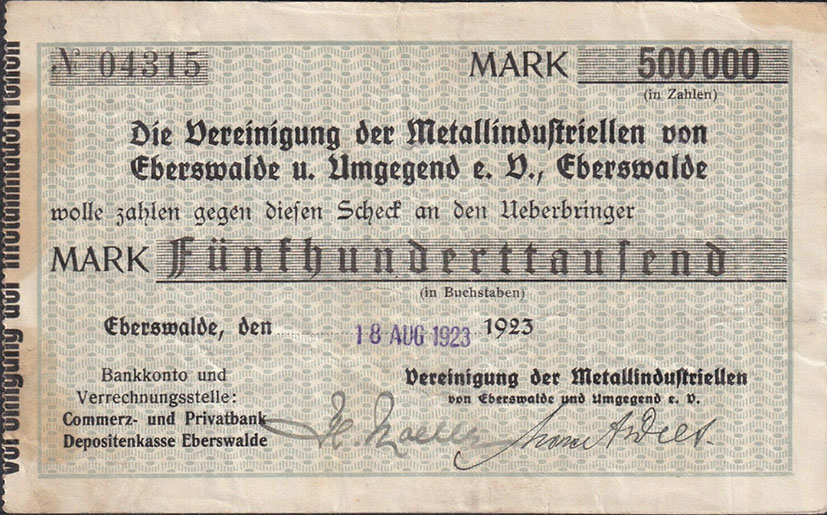 № 04315
MARK 500 000
(in Zahlen)
Die Vereinigung der Metallindustriellen von
Eberswalde u. Umgegend e. V., Eberswalde
wolle zahlen gegen diesen Scheck an den Ueberbringer
MARK Fünfhunderttausend
(in Buchstaben)
Eberswalde, den 18 AUG 1923 1923
Bankkonto und
Verrechnungsstelle:
Commerz- und Privatbank
Depositenkasse Eberswalde
Vereinigung der Metallindustriellen
von Eberswalde und Umgegend e. V.